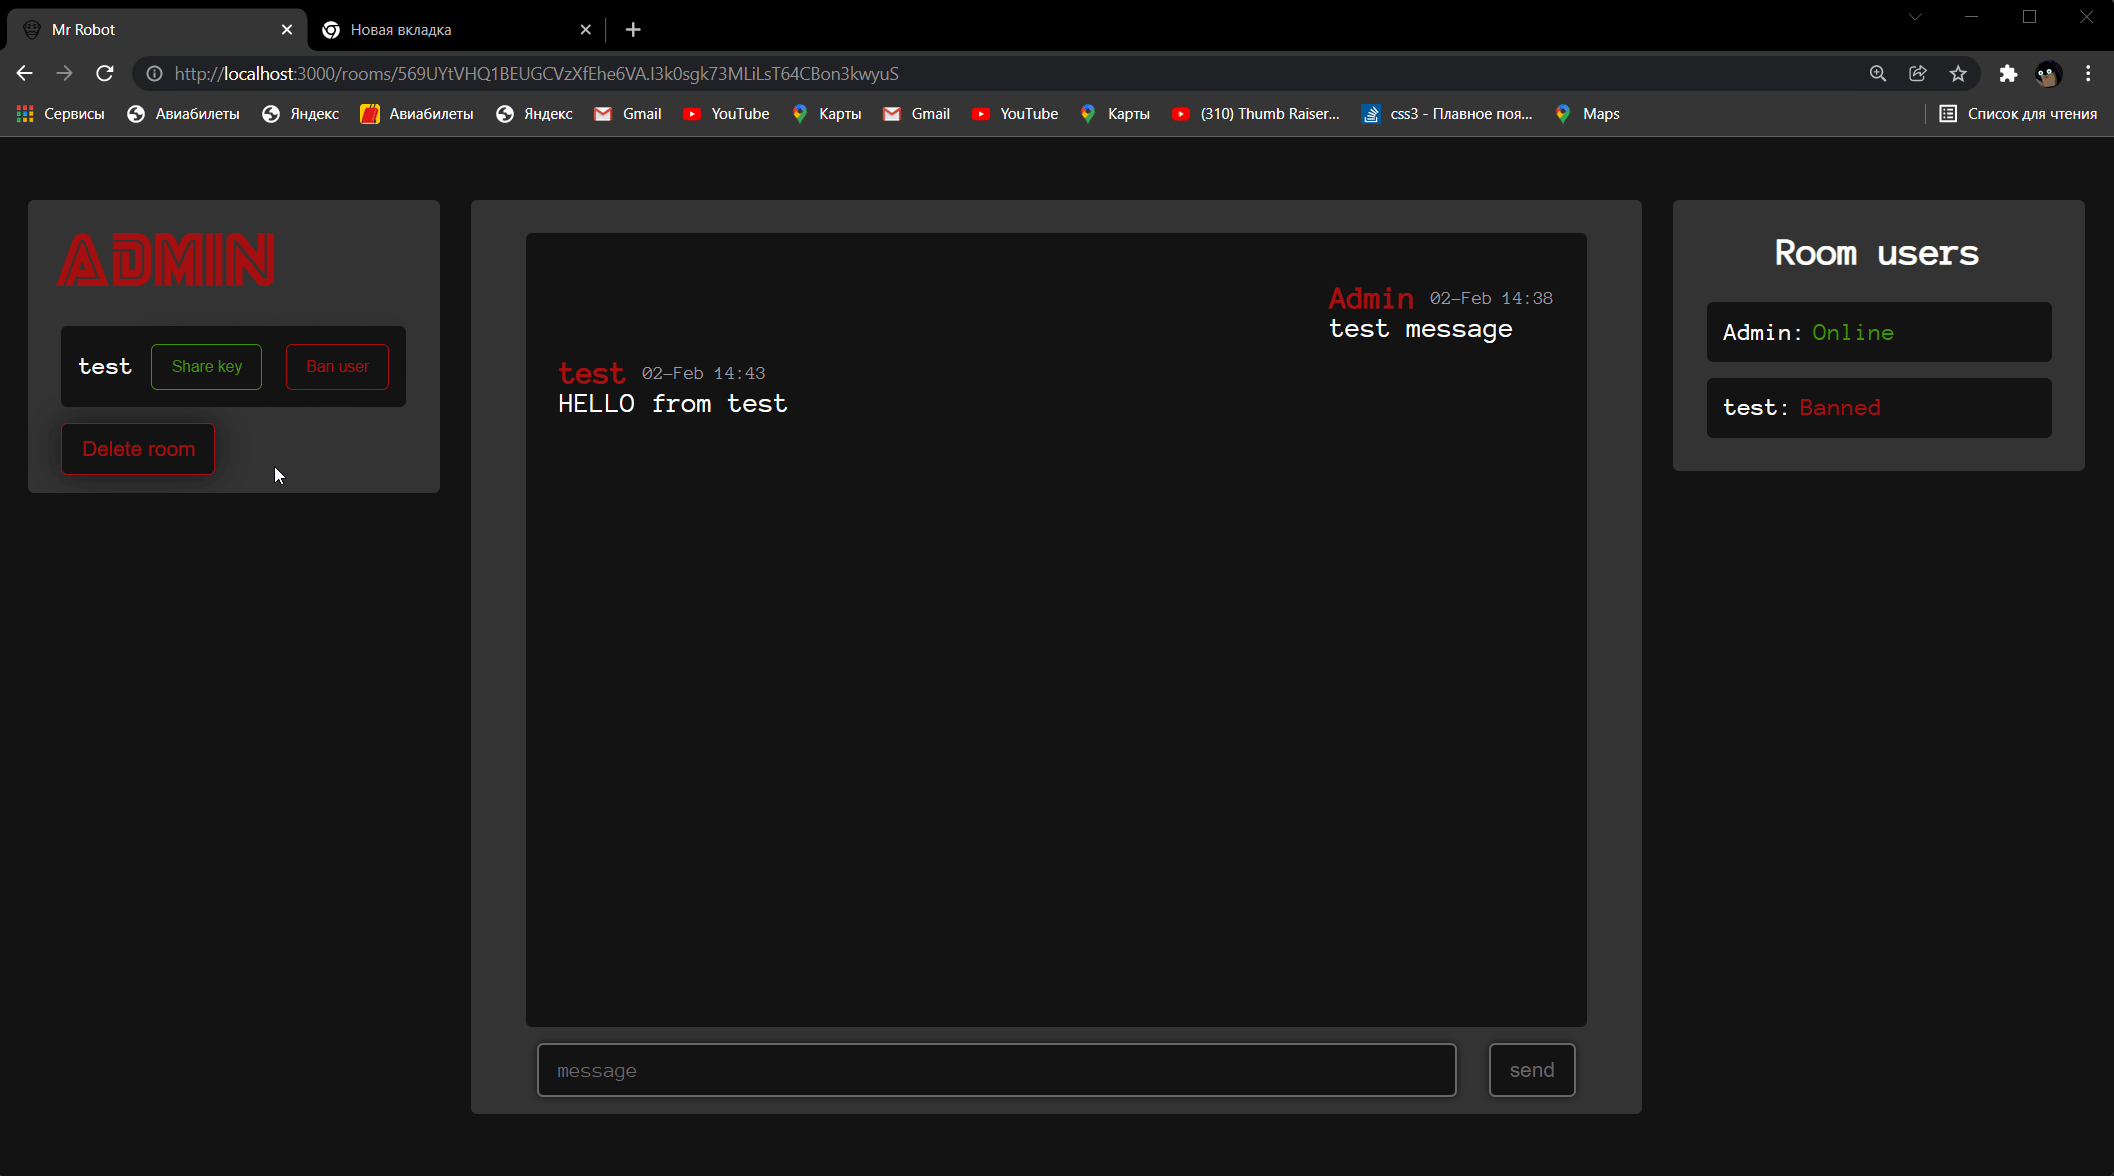 Mr Robot
Новая вкладка
http://localhost:3000/rooms/569UYtVHQ1BEUGCVzXfEhe6VA.I3k0sgk73MLiLsT64CBon3kwyuS
Сервисы Авиабилеты Яндекс Авиабилеты Яндекс Gmail YouTube Карты Gmail YouTube Карты (310) Thumb Raiser... css3 - Плавное поя... Maps Список для чтения
ADMIN
test Share key Ban user
Delete room
Admin 02-Feb 14:38
test message
test 02-Feb 14:43
HELLO from test
message
send
Room users
Admin: Online
test: Banned